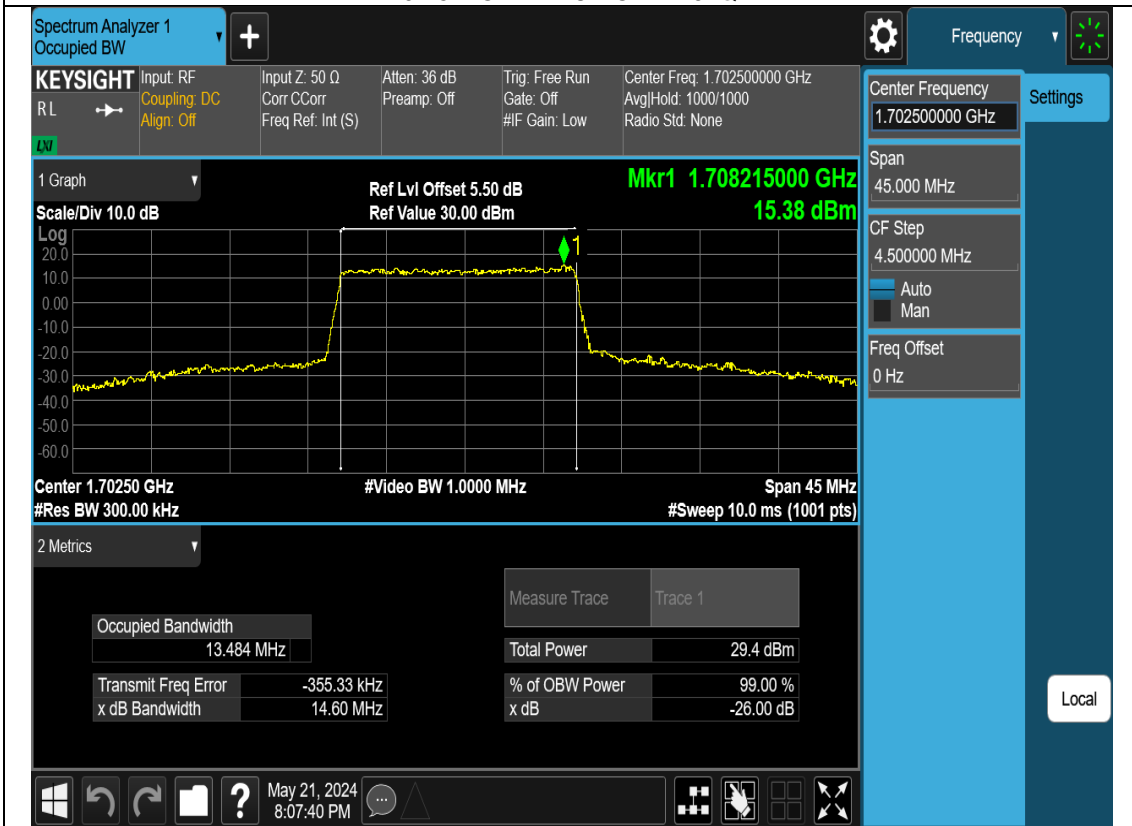 Spectrum Analyzer 1
Occupied BW
Frequency
KEYSIGHT
R L
LXI
Input: RF
Coupling: DC
Align: Off
Input Z: 50 Ω
Corr CCorr
Freq Ref: Int (S)
Atten: 36 dB
Preamp: Off
Trig: Free Run
Gate: Off
#IF Gain: Low
Center Freq: 1.702500000 GHz
Avg|Hold: 1000/1000
Radio Std: None
Center Frequency
1.702500000 GHz
Settings
Span
45.000 MHz
CF Step
4.500000 MHz
Auto
Man
Freq Offset
0 Hz
Local
1 Graph
Scale/Div 10.0 dB
Ref Lvl Offset 5.50 dB
Ref Value 30.00 dBm
Mkr1 1.708215000 GHz
15.38 dBm
Log
1
20.0
10.0
0.00
-10.0
-20.0
-30.0
-40.0
-50.0
-60.0
Center 1.70250 GHz
#Video BW 1.0000 MHz
Span 45 MHz
#Res BW 300.00 kHz
#Sweep 10.0 ms (1001 pts)
2 Metrics
Measure Trace Trace 1
Occupied Bandwidth
13.484 MHz
Total Power 29.4 dBm
Transmit Freq Error -355.33 kHz
% of OBW Power 99.00 %
x dB Bandwidth 14.60 MHz
x dB -26.00 dB
?
May 21, 2024
8:07:40 PM